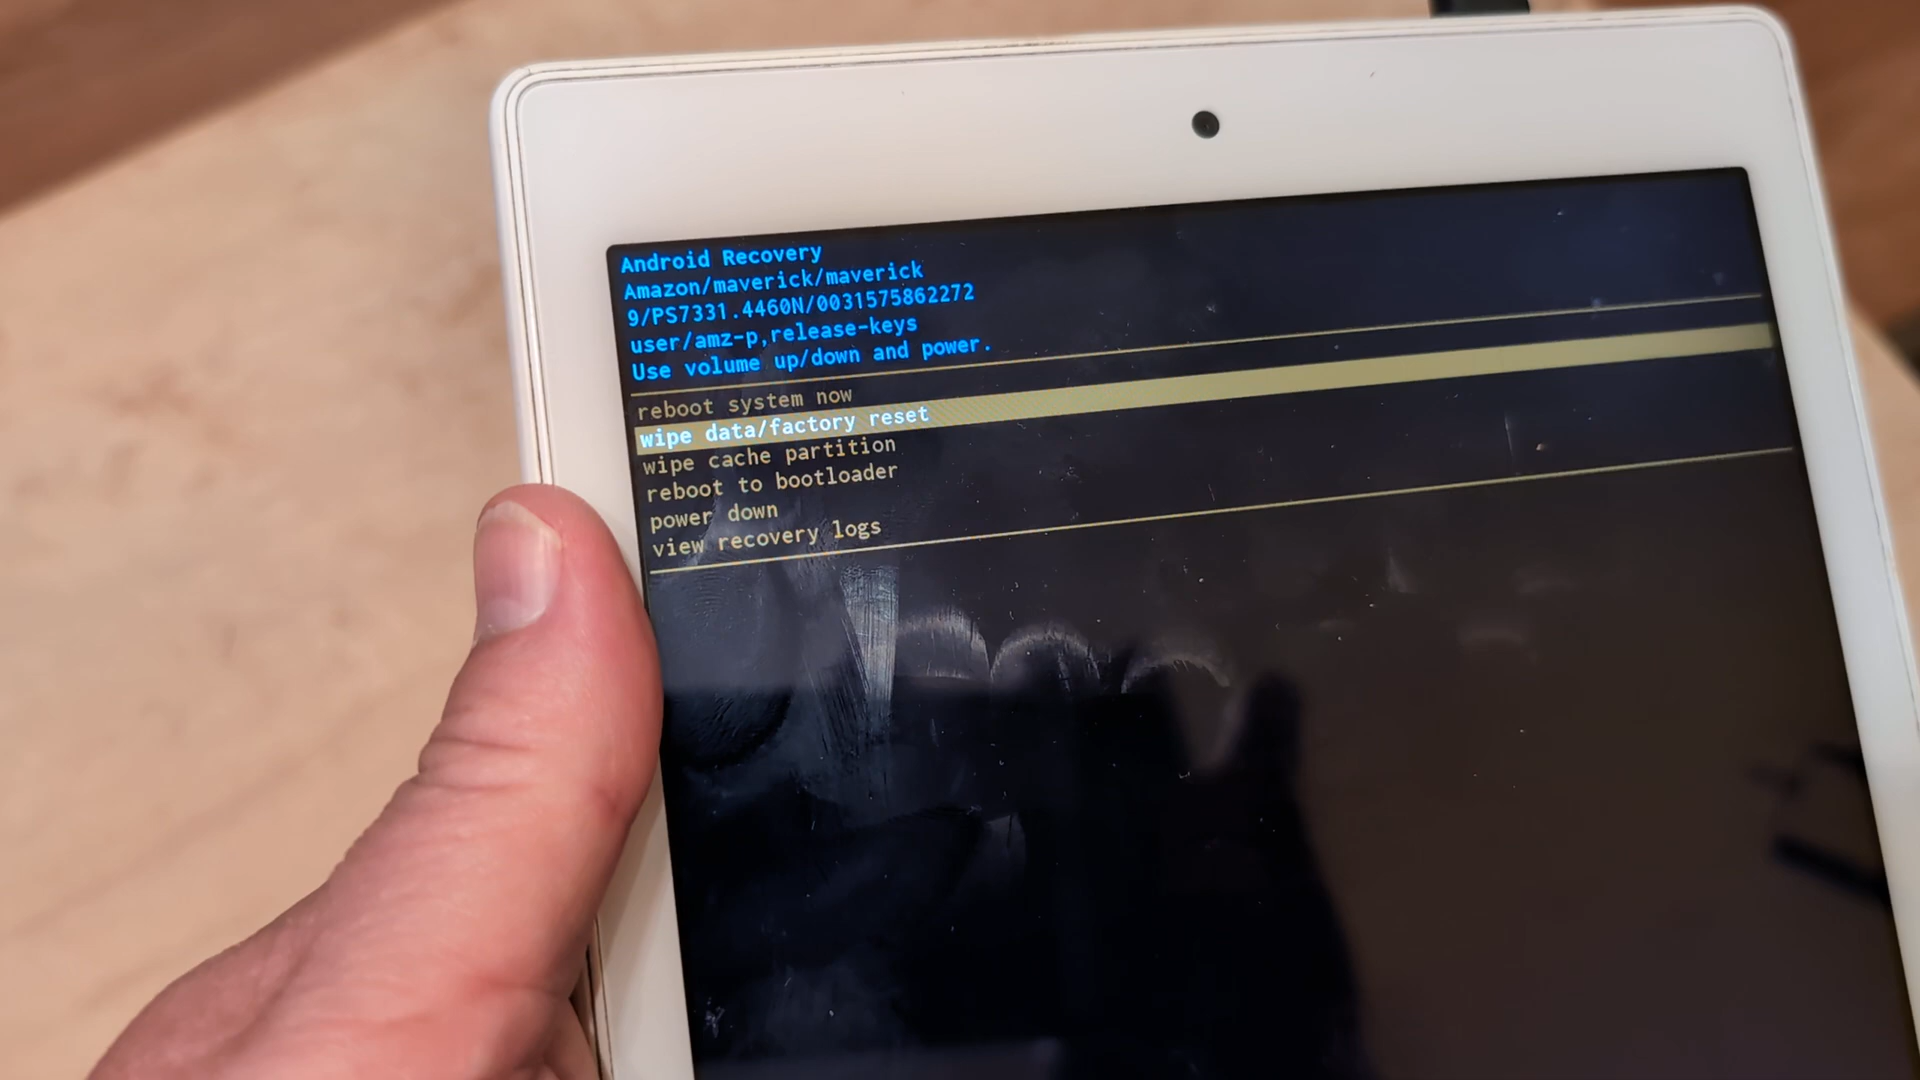 Android Recovery
Amazon/maverick/maverick
9/PS7331.4460N/0031575862272
user/amz-p,release-keys
Use volume up/down and power.
reboot system now
wipe data/factory reset
wipe cache partition
reboot to bootloader
power down
view recovery logs